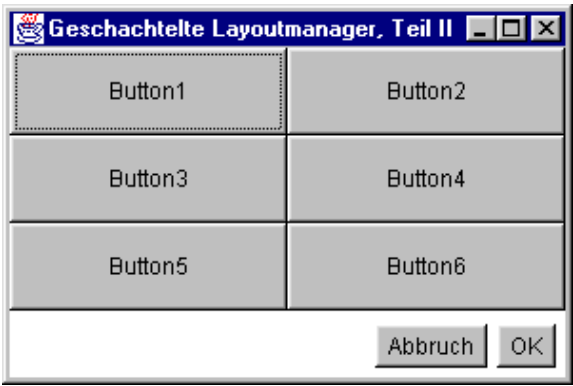 Geschachtelte Layoutmanager, Teil II
Button1 Button2
Button3 Button4
Button5 Button6
Abbruch OK